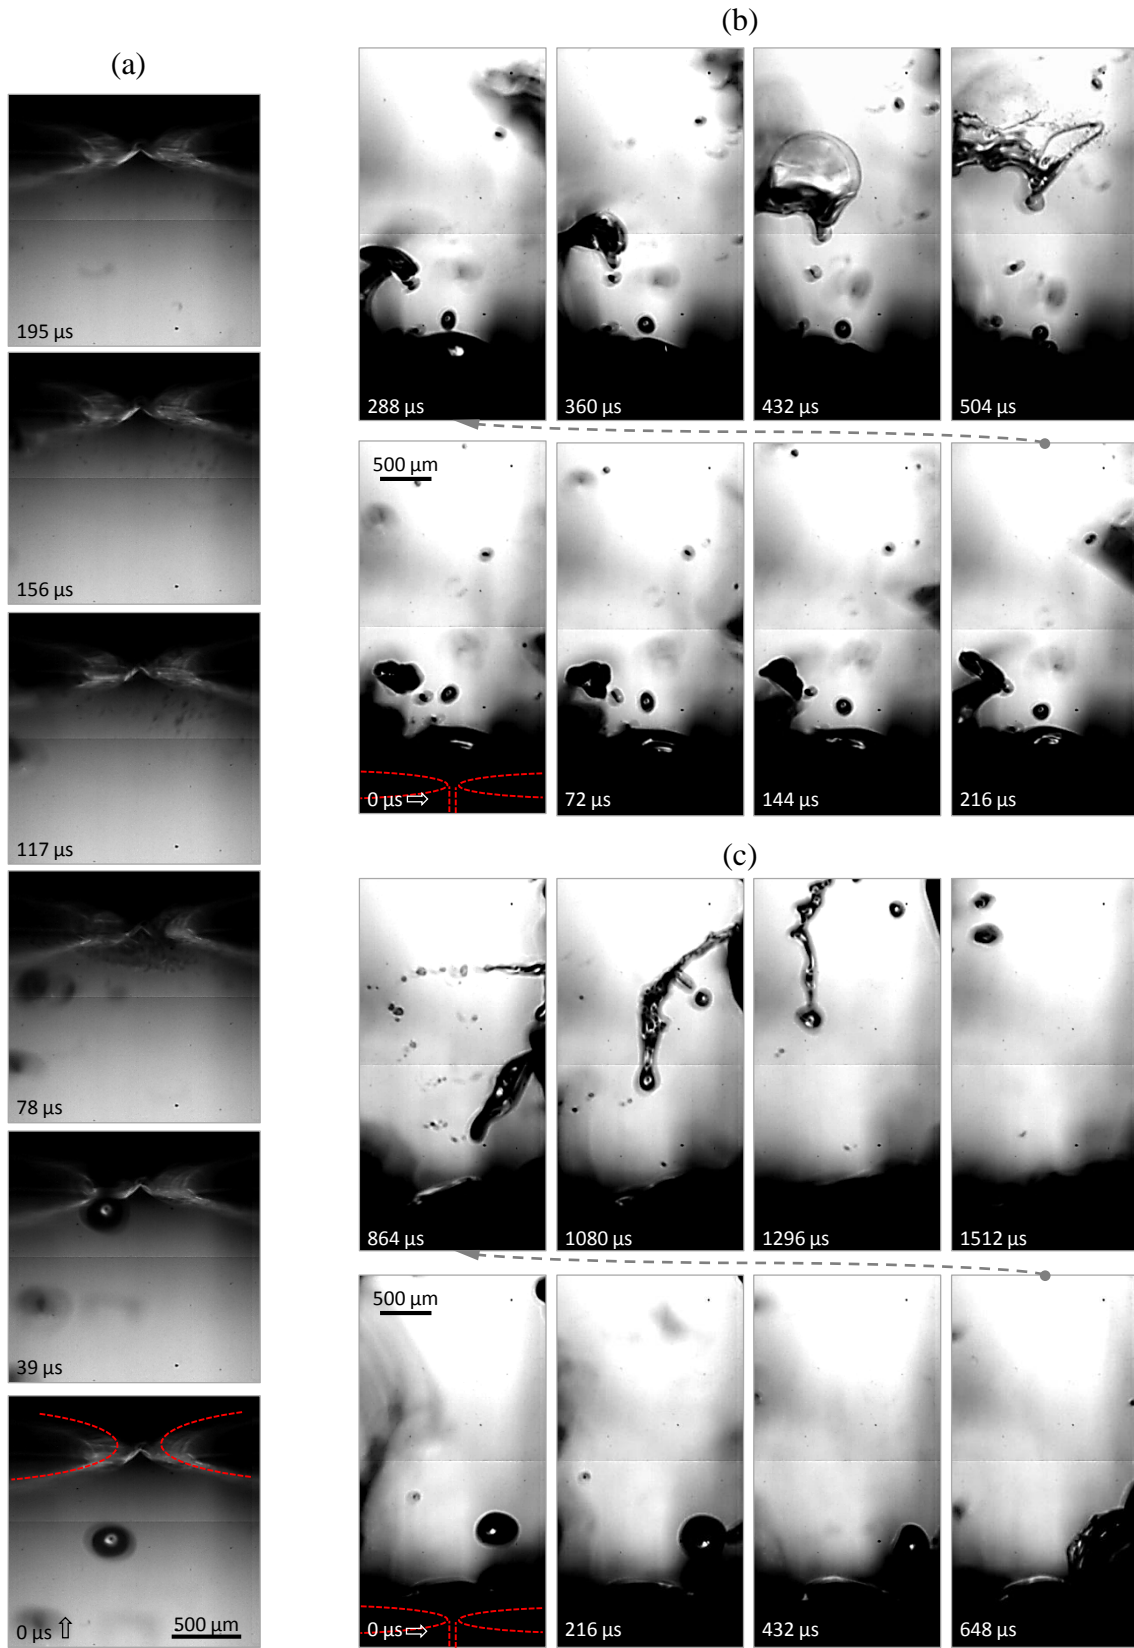 (a)
195 µs
156 µs
117 µs
78 µs
39 µs
0 µs
500 µm
(b)
288 µs
360 µs
432 µs
504 µs
500 µm
0 µs
72 µs
144 µs
216 µs
(c)
864 µs
1080 µs
1296 µs
1512 µs
500 µm
0 µs
216 µs
432 µs
648 µs